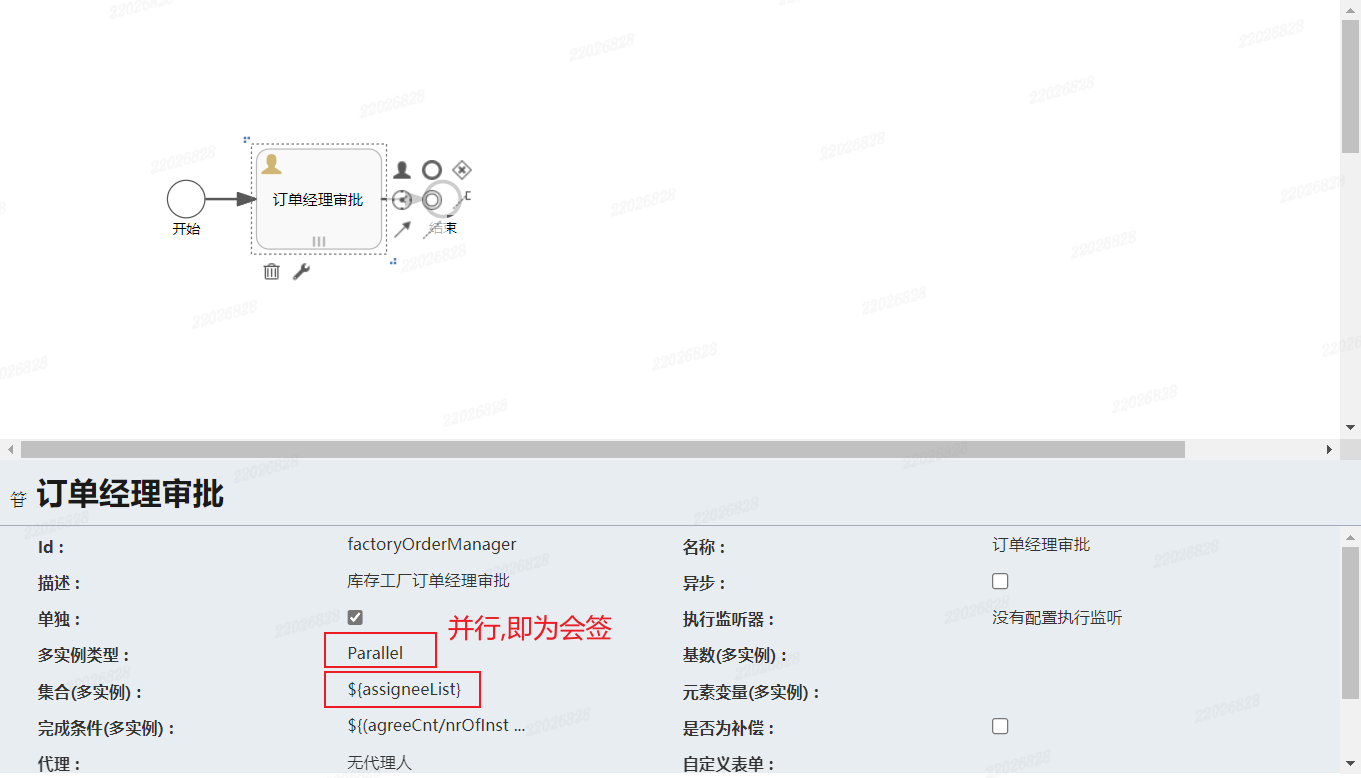 订单经理审批
开始
结束
订单经理审批
Id :
factoryOrderManager
名称 :
订单经理审批
描述 :
库存工厂订单经理审批
异步 :
单独 :
并行,即为会签
执行监听器 :
没有配置执行监听
多实例类型 :
Parallel
基数(多实例) :
集合(多实例) :
${assigneeList}
元素变量(多实例) :
完成条件(多实例) :
${(agreeCnt/nrOfInst ...
是否为补偿 :
代理 :
无代理人
自定义表单 :
22026828